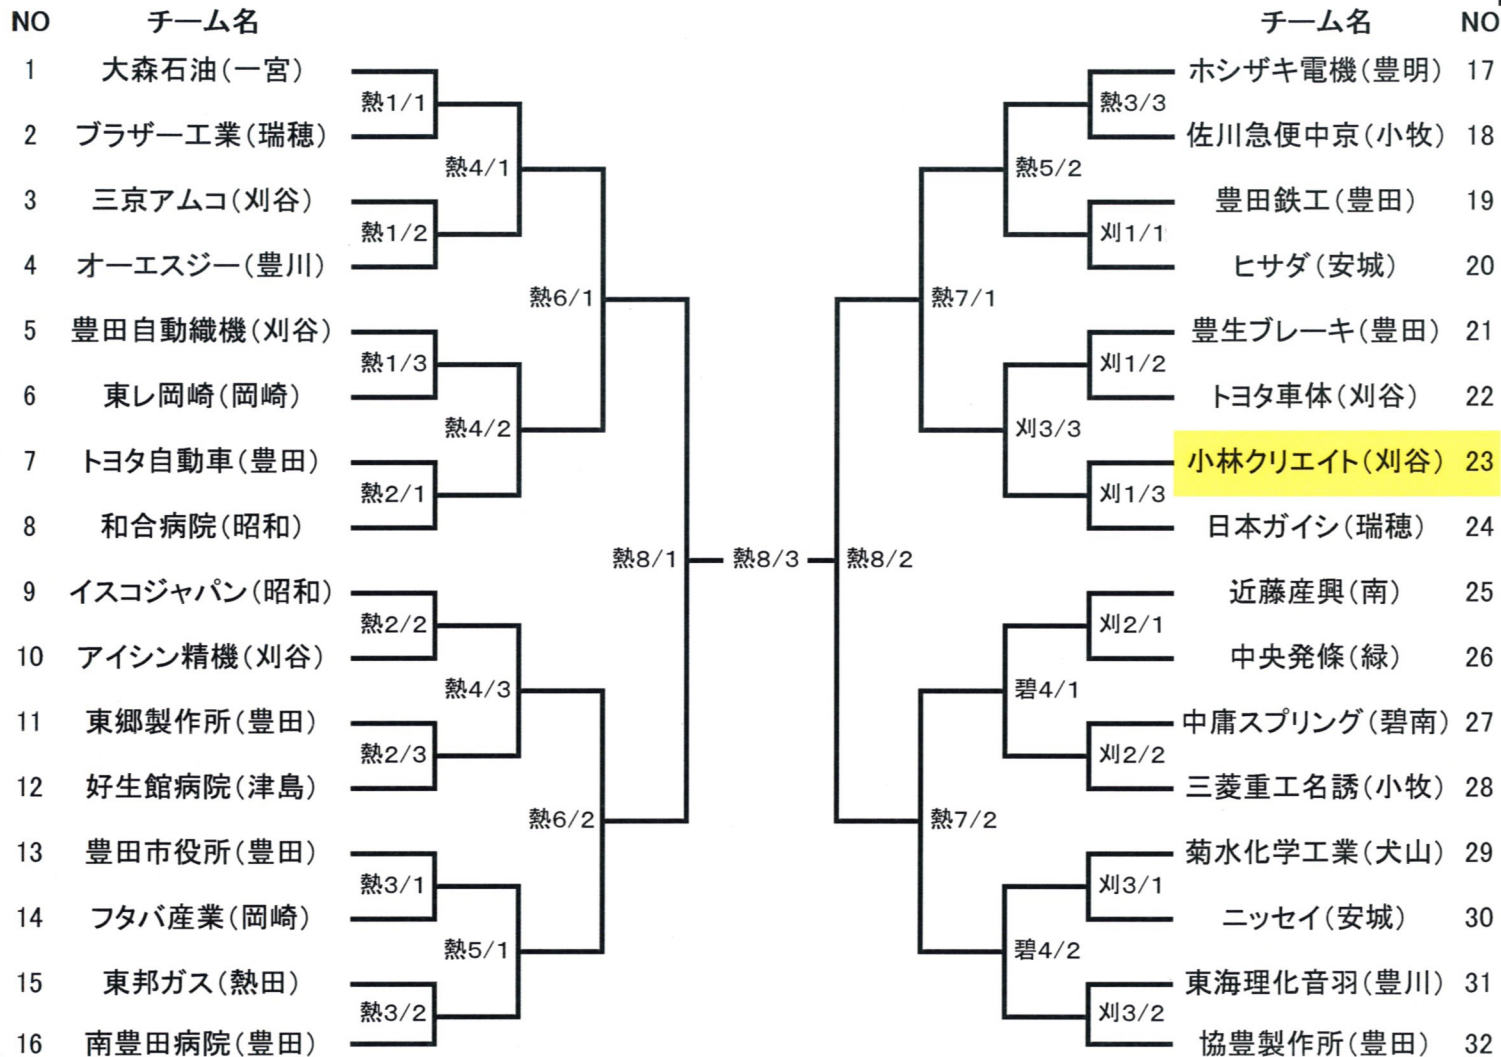 NO チーム名 チーム名 NO
1 大森石油(一宮) ホシザキ電機(豊明) 17
熱1/1 熱3/3
2 ブラザー工業(瑞穂) 佐川急便中京(小牧) 18
熱4/1 熱5/2
3 三京アムコ(刈谷) 豊田鉄工(豊田) 19
熱1/2 刈1/1
4 オーエスジー(豊川) ヒサダ(安城) 20
熱6/1 熱7/1
5 豊田自動織機(刈谷) 豊生ブレーキ(豊田) 21
熱1/3 刈1/2
6 東レ岡崎(岡崎) トヨタ車体(刈谷) 22
熱4/2 刈3/3
7 トヨタ自動車(豊田) 小林クリエイト(刈谷) 23
熱2/1 刈1/3
8 和合病院(昭和) 日本ガイシ(瑞穂) 24
熱8/1 熱8/3 熱8/2
9 イスコジャパン(昭和) 近藤産興(南) 25
熱2/2 刈2/1
10 アイシン精機(刈谷) 中央発條(緑) 26
熱4/3 碧4/1
11 東郷製作所(豊田) 中庸スプリング(碧南) 27
熱2/3 刈2/2
12 好生館病院(津島) 三菱重工名誘(小牧) 28
熱6/2 熱7/2
13 豊田市役所(豊田) 菊水化学工業(犬山) 29
熱3/1 刈3/1
14 フタバ産業(岡崎) ニッセイ(安城) 30
熱5/1 碧4/2
15 東邦ガス(熱田) 東海理化音羽(豊川) 31
熱3/2 刈3/2
16 南豊田病院(豊田) 協豊製作所(豊田) 32